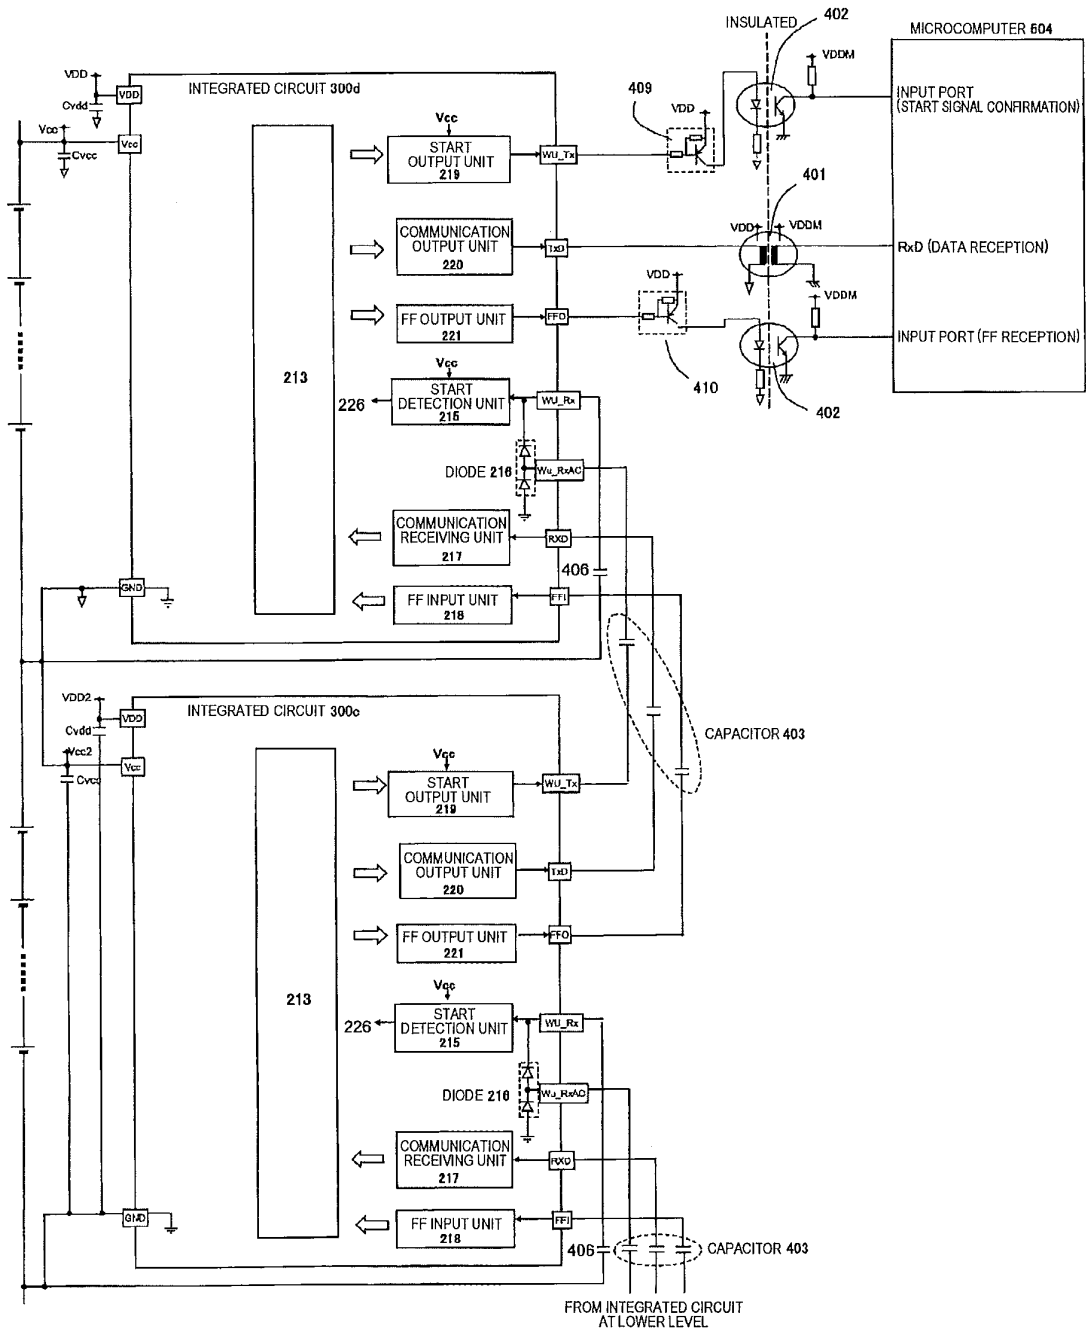 INSULATED
402
MICROCOMPUTER 504
VDD
VDD
Cvdd
INTEGRATED CIRCUIT 300d
VDDM
INPUT PORT
(START SIGNAL CONFIRMATION)
409
VDD
Vcc
Vcc
Cvcc
Vcc
START
OUTPUT UNIT
219
WU_Tx
401
COMMUNICATION
OUTPUT UNIT
220
TxD
VDD
VDDM
RxD (DATA RECEPTION)
VDD
VDDM
FF OUTPUT UNIT
221
FFO
INPUT PORT (FF RECEPTION)
213
Vcc
226
START
DETECTION UNIT
215
WU_Rx
410
402
DIODE 216
Wu_RxAC
COMMUNICATION
RECEIVING UNIT
217
RXD
406
GND
FF INPUT UNIT
218
FFI
VDD2
VDD
Cvdd
INTEGRATED CIRCUIT 300c
CAPACITOR 403
Vcc2
Vcc
Cvcc
Vcc
START
OUTPUT UNIT
219
WU_Tx
COMMUNICATION
OUTPUT UNIT
220
TxD
FF OUTPUT UNIT
221
FFO
213
Vcc
226
START
DETECTION UNIT
215
WU_Rx
DIODE 216
Wu_RxAC
COMMUNICATION
RECEIVING UNIT
217
RXD
GND
FF INPUT UNIT
218
FFI
406
CAPACITOR 403
FROM INTEGRATED CIRCUIT
AT LOWER LEVEL